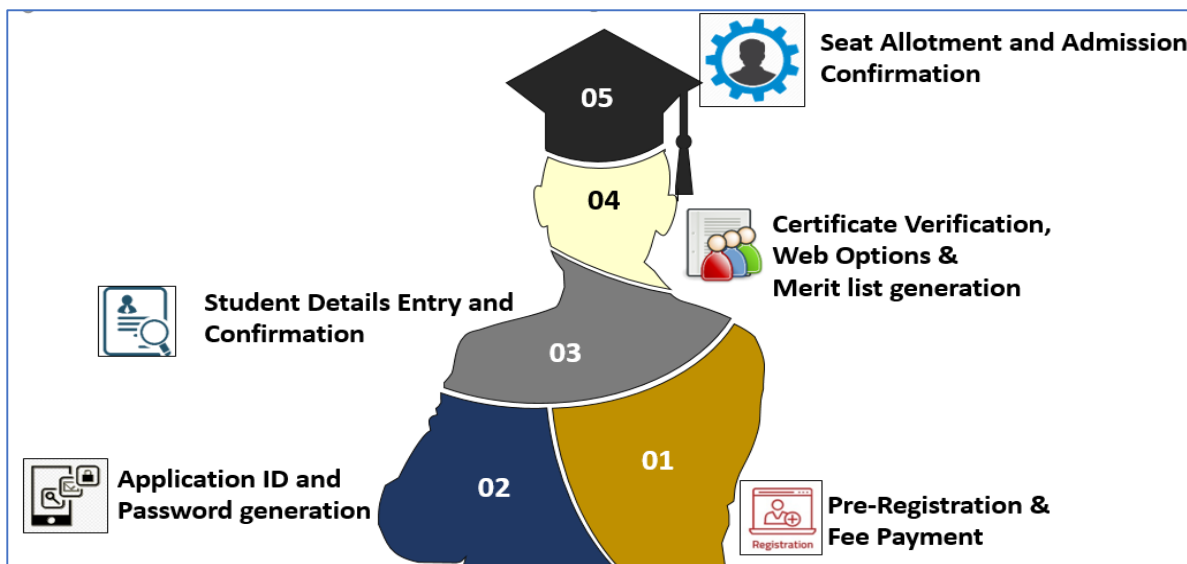 05
Seat Allotment and Admission
Confirmation
04
Certificate Verification,
Web Options &
Merit list generation
Student Details Entry and
Confirmation
03
01
Application ID and
Password generation
02
Pre-Registration &
Fee Payment
Registration